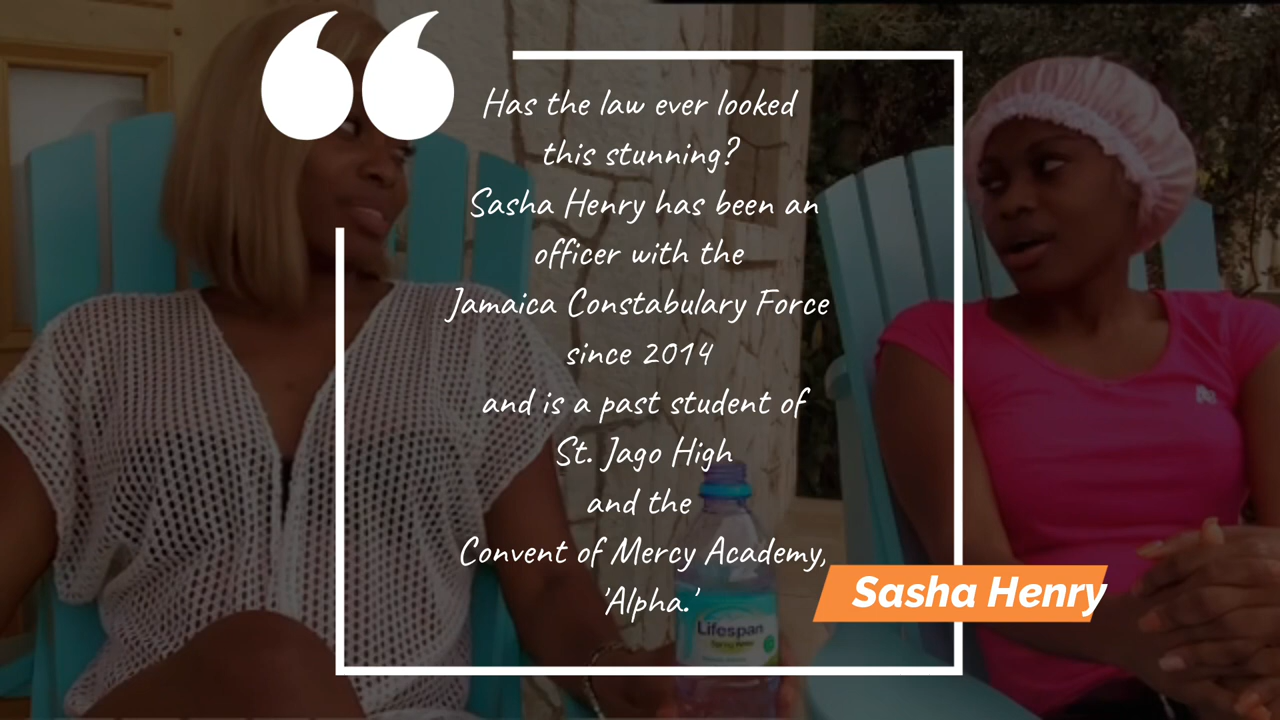 Has the law ever looked
this stunning?
Sasha Henry has been an
officer with the
Jamaica Constabulary Force
since 2014
and is a past student of
St. Jago High
and the
Convent of Mercy Academy,
'Alpha.'
Sasha Henry
Lifespan
Spring Water